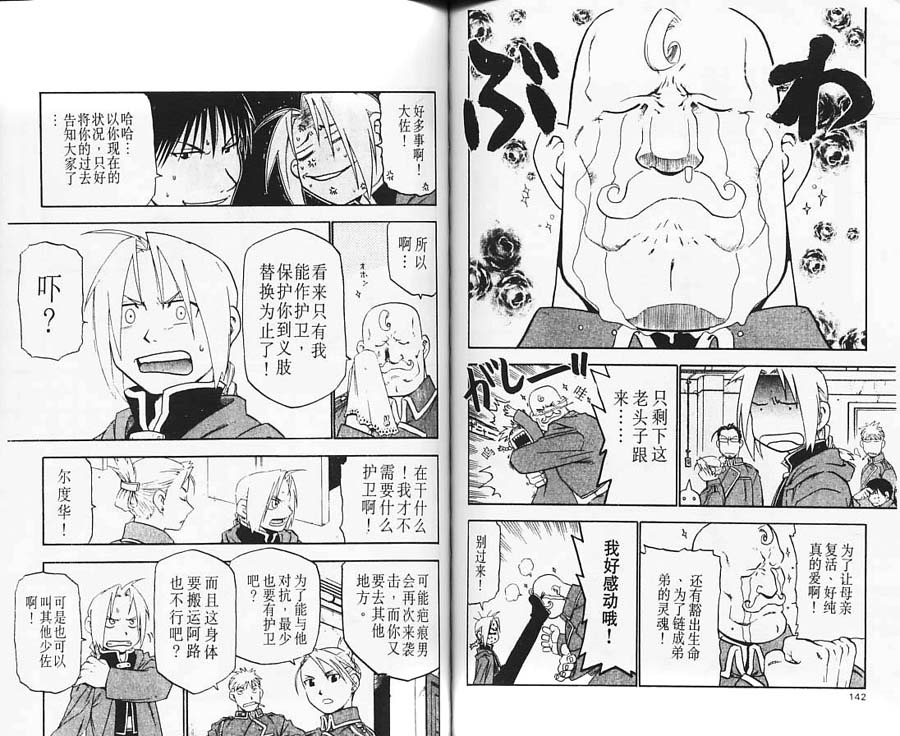 ぶわ
只剩下这
老头子跟
来……
がしーー
哇
为了让母亲
复活、好纯
真的爱啊！
还有豁出生命
、为了链成弟
弟的灵魂！
我好感动哦！
别过来！
142
好多事啊！
大佐！
哈哈…
以你现在的
状况，只好
将你的过去
告知大家了
…
所以
啊…
オホン
看来只有我
能作护卫，
保护你到义肢
替换为止了！
吓？
在干什么
！我才不
需要什么
护卫啊！
尔度华！
可能疤痕男
会再次来袭
击，而你又
要去其他
地方。
为了能与他
对抗，最少
也要有护卫
吧？
而且这身体
要搬运阿路
也不行吧？
可是也可以
叫其他少佐
啊！